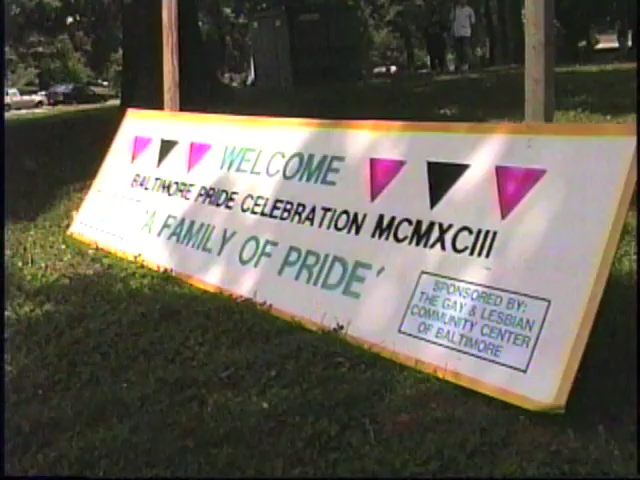 WELCOME
BALTIMORE PRIDE CELEBRATION MCMXCIII
'A FAMILY OF PRIDE'
SPONSORED BY:
THE GAY & LESBIAN
COMMUNITY CENTER
OF BALTIMORE